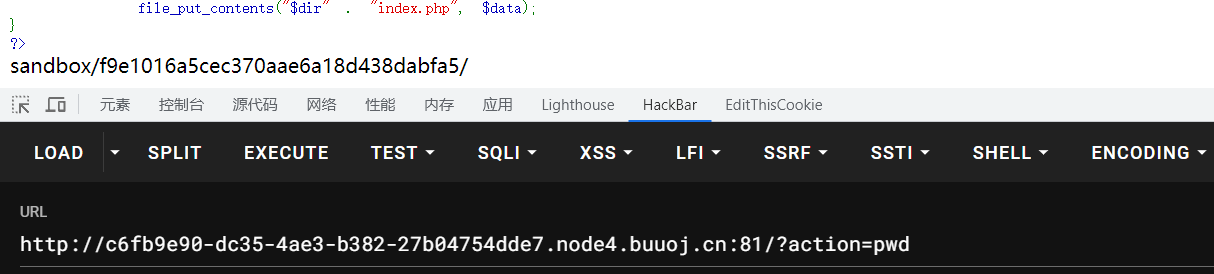 file_put_contents("$dir" . "index.php", $data);
}
?>
sandbox/f9e1016a5cec370aae6a18d438dabfa5/
元素 控制台 源代码 网络 性能 内存 应用 Lighthouse HackBar EditThisCookie
LOAD SPLIT EXECUTE TEST SQLI XSS LFI SSRF SSTI SHELL ENCODING
URL
http://c6fb9e90-dc35-4ae3-b382-27b04754dde7.node4.buuoj.cn:81/?action=pwd